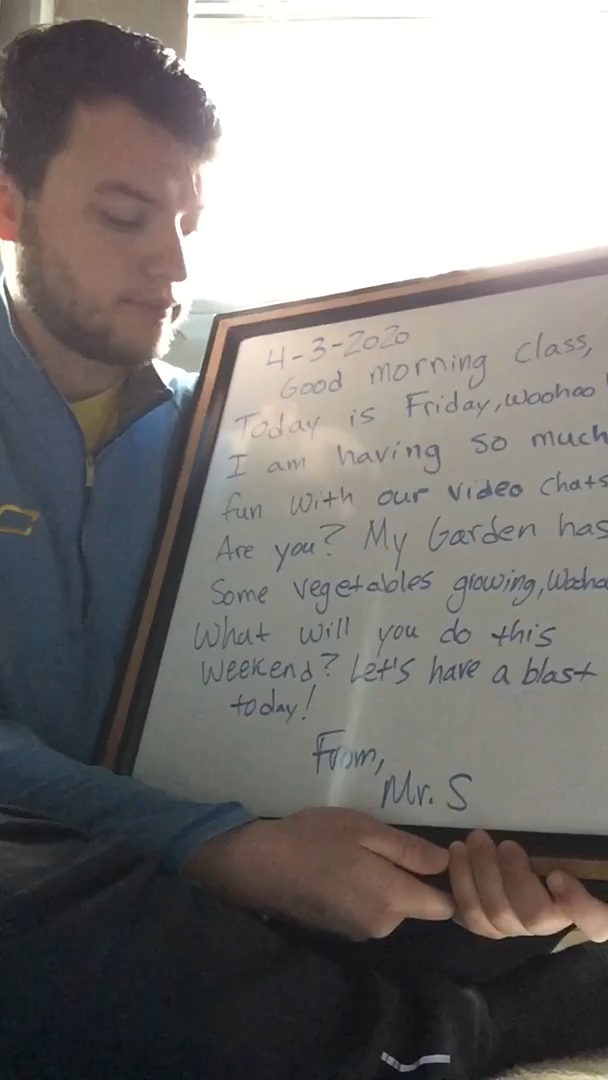 4-3-2020
Good morning class,
Today is Friday, woohoo!
I am having so much
fun with our video chats
Are you? My Garden has
Some vegetables growing, Woohoo
What will you do this
weekend? Let's have a blast
today!
From,
Mr. S